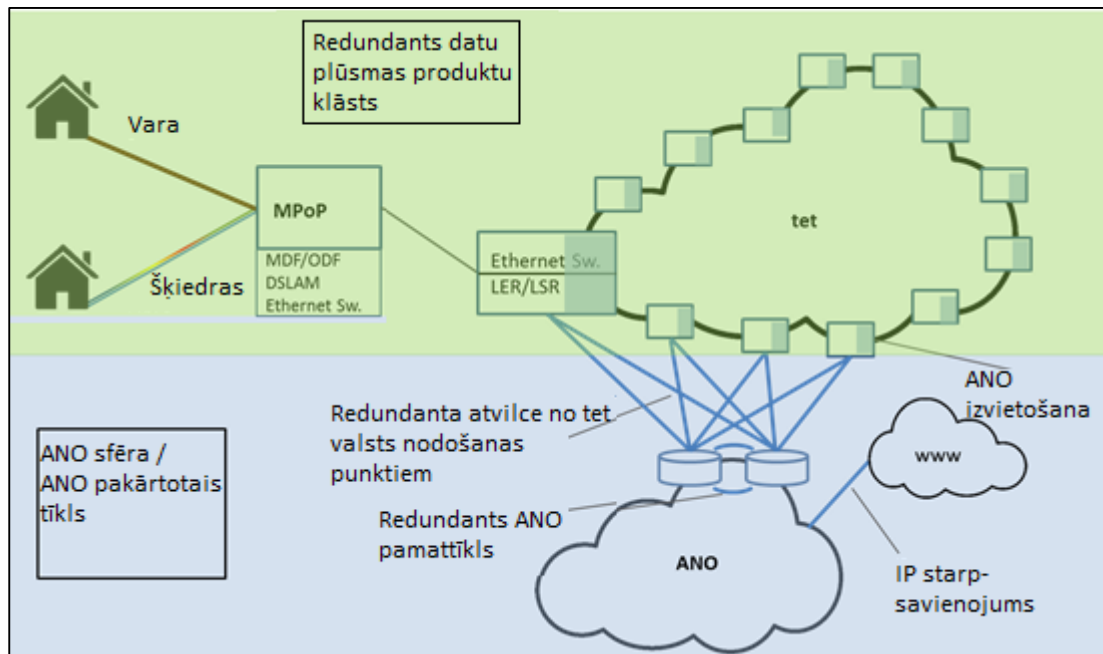 Redundants datu
plūsmas produktu
klāsts
Vara
MPoP
MDF/ODF
DSLAM
Ethernet Sw.
Šķiedras
Ethernet Sw.
LER/LSR
tet
ANO
izvietošana
Redundanta atvilce no tet
valsts nodošanas
punktiem
www
ANO sfēra /
ANO pakārtotais
tīkls
Redundants ANO
pamattīkls
ANO
IP starp-
savienojums